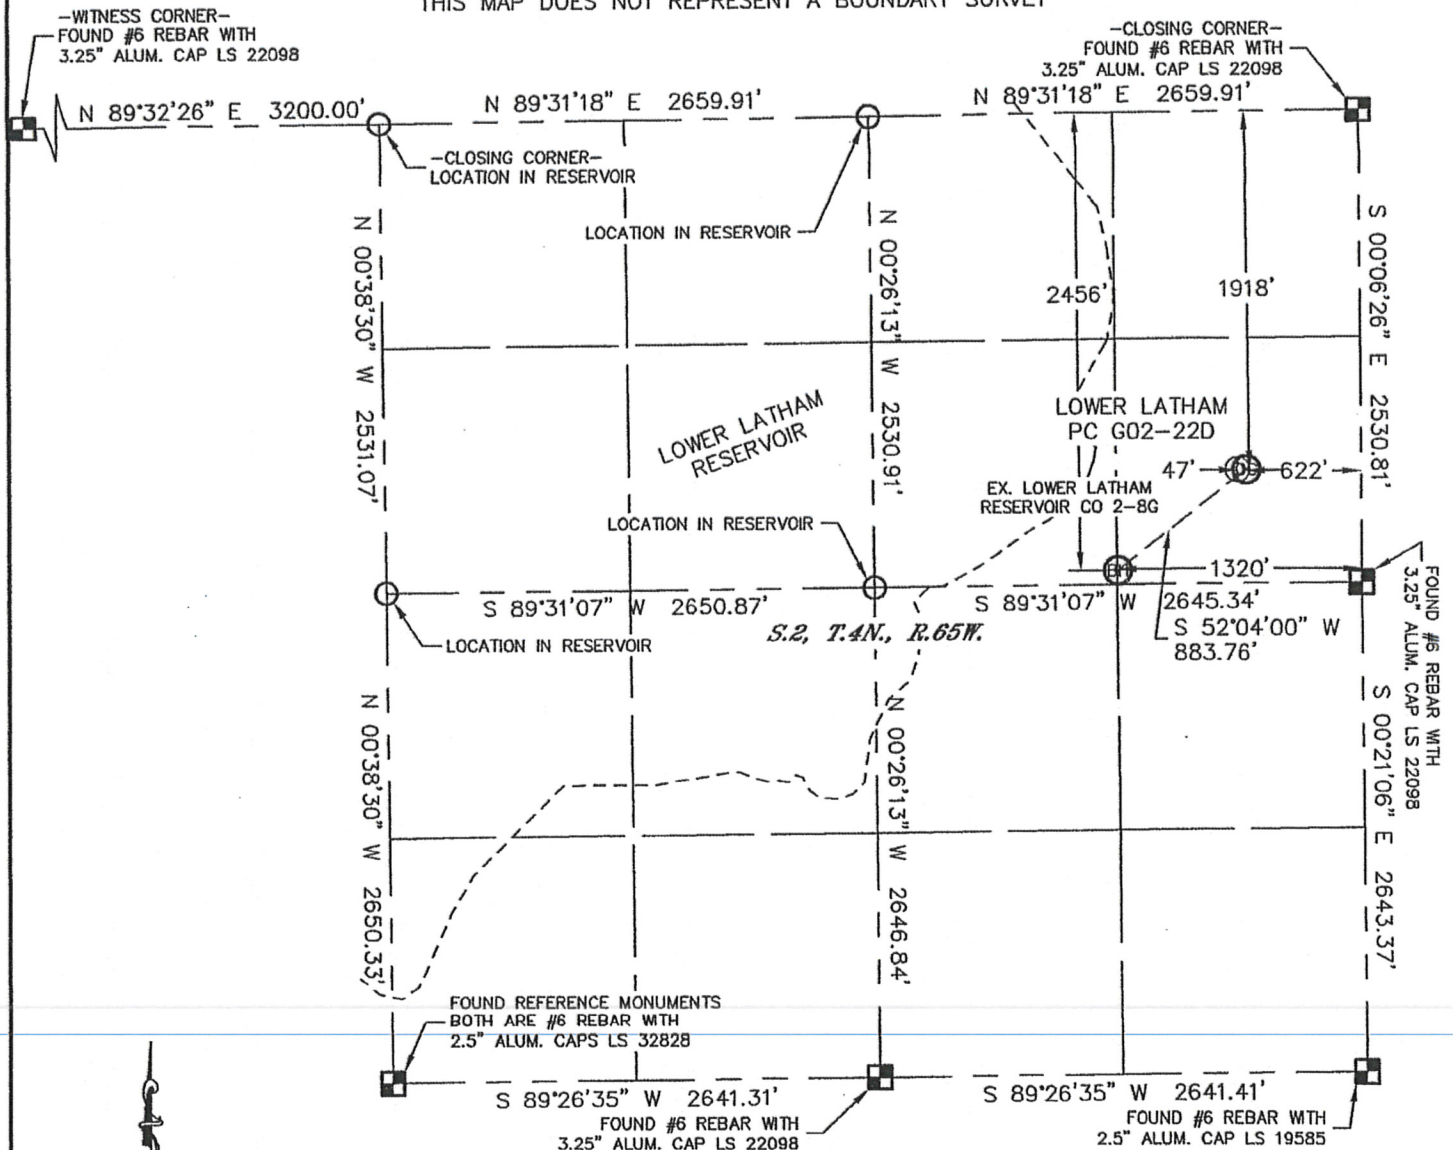 THIS MAP DOES NOT REPRESENT A BOUNDARY SURVEY
-WITNESS CORNER-
FOUND #6 REBAR WITH
3.25" ALUM. CAP LS 22098
-CLOSING CORNER-
FOUND #6 REBAR WITH
3.25" ALUM. CAP LS 22098
N 89°32'26" E 3200.00'
N 89°31'18" E 2659.91'
N 89°31'18" E 2659.91'
-CLOSING CORNER-
LOCATION IN RESERVOIR
LOCATION IN RESERVOIR
N 00°38'30" W 2531.07'
N 00°26'13" W 2530.91'
S 00°06'26" E 2530.81'
2456'
1918'
LOWER LATHAM
RESERVOIR
LOWER LATHAM
PC G02-22D
47'
622'
EX. LOWER LATHAM
RESERVOIR CO 2-8G
LOCATION IN RESERVOIR
BH
1320'
S 89°31'07" W 2650.87'
S 89°31'07" W 2645.34'
S 52°04'00" W
883.76'
S.2, T.4N., R.65W.
LOCATION IN RESERVOIR
FOUND #6 REBAR WITH
3.25" ALUM. CAP LS 22098
N 00°38'30" W 2650.33'
N 00°26'13" W 2646.84'
S 00°21'06" E 2643.37'
FOUND REFERENCE MONUMENTS
BOTH ARE #6 REBAR WITH
2.5" ALUM. CAPS LS 32828
S 89°26'35" W 2641.31'
S 89°26'35" W 2641.41'
FOUND #6 REBAR WITH
3.25" ALUM. CAP LS 22098
FOUND #6 REBAR WITH
2.5" ALUM. CAP LS 19585